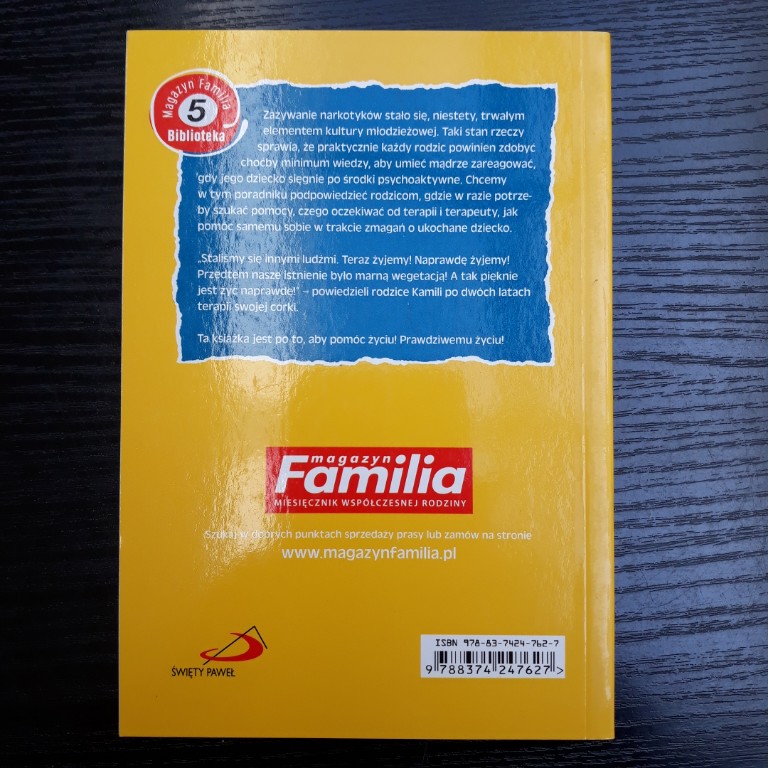 Magazyn Familia
5
Biblioteka
Zażywanie narkotyków stało się, niestety, trwałym
elementem kultury młodzieżowej. Taki stan rzeczy
sprawia, że praktycznie każdy rodzic powinien zdobyć
choćby minimum wiedzy, aby umieć mądrze zareagować,
gdy jego dziecko sięgnie po środki psychoaktywne. Chcemy
w tym poradniku podpowiedzieć rodzicom, gdzie w razie potrze-
by szukać pomocy, czego oczekiwać od terapii i terapeuty, jak
pomóc samemu sobie w trakcie zmagań o ukochane dziecko.
„Staliśmy się innymi ludźmi. Teraz żyjemy! Naprawdę żyjemy!
Przedtem nasze istnienie było marną wegetacją! A tak pięknie
jest żyć naprawdę!” – powiedzieli rodzice Kamili po dwóch latach
terapii swojej córki.
Ta książka jest po to, aby pomóc życiu! Prawdziwemu życiu!
magazyn
Familia
MIESIĘCZNIK WSPÓŁCZESNEJ RODZINY
Szukaj w dobrych punktach sprzedaży prasy lub zamów na stronie
www.magazynfamilia.pl
ŚWIĘTY PAWEŁ
ISBN 978-83-7424-762-7
9 788374 247627 >